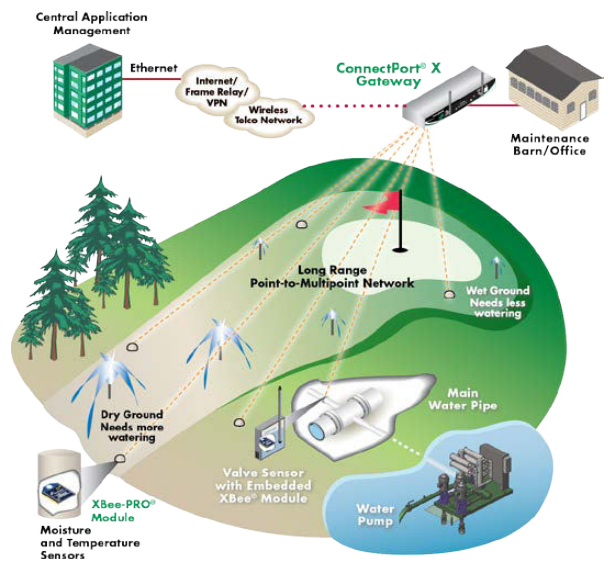 Central Application
Management
Ethernet
Internet/
Frame Relay/
VPN
Wireless
Telco Network
ConnectPort® X
Gateway
Maintenance
Barn/Office
Long Range
Point-to-Multipoint Network
Wet Ground
Needs less
watering
Dry Ground
Needs more
watering
Main
Water Pipe
Valve Sensor
with Embedded
XBee® Module
Water
Pump
XBee-PRO®
Module
Moisture
and Temperature
Sensors